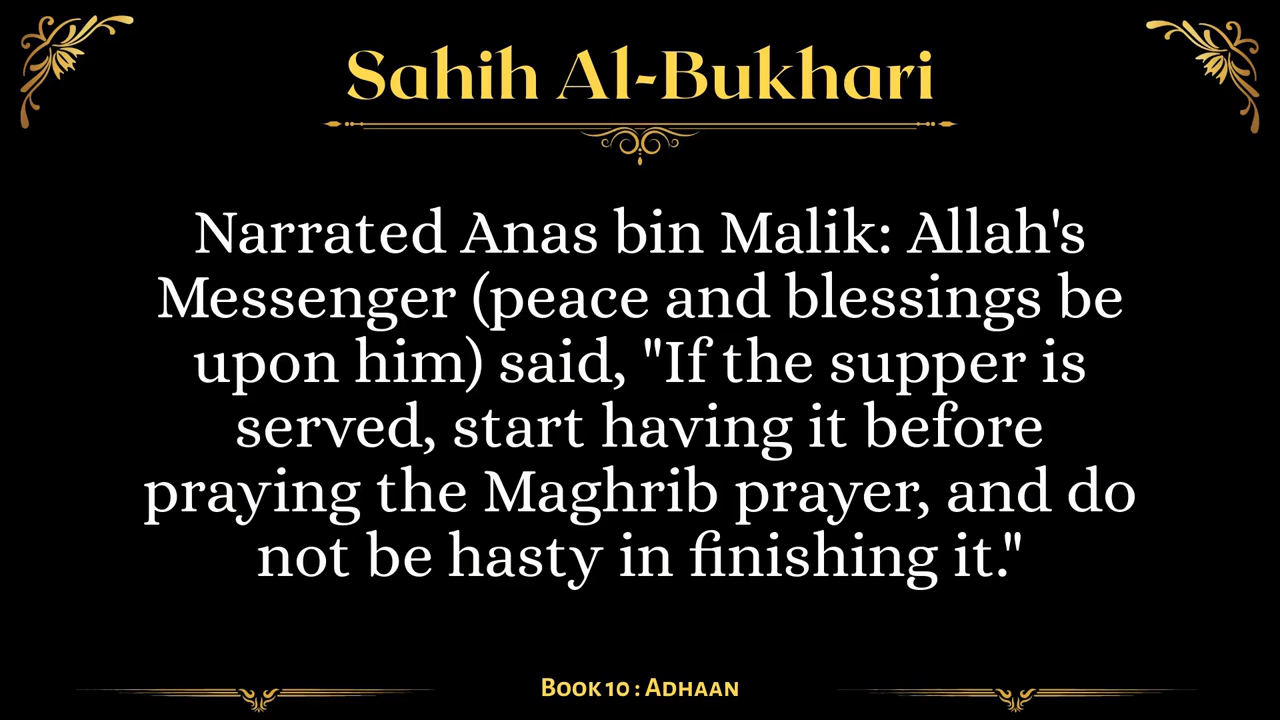 Sahih Al-Bukhari
Narrated Anas bin Malik: Allah's
Messenger (peace and blessings be
upon him) said, "If the supper is
served, start having it before
praying the Maghrib prayer, and do
not be hasty in finishing it."
Book 10 : Adhaan